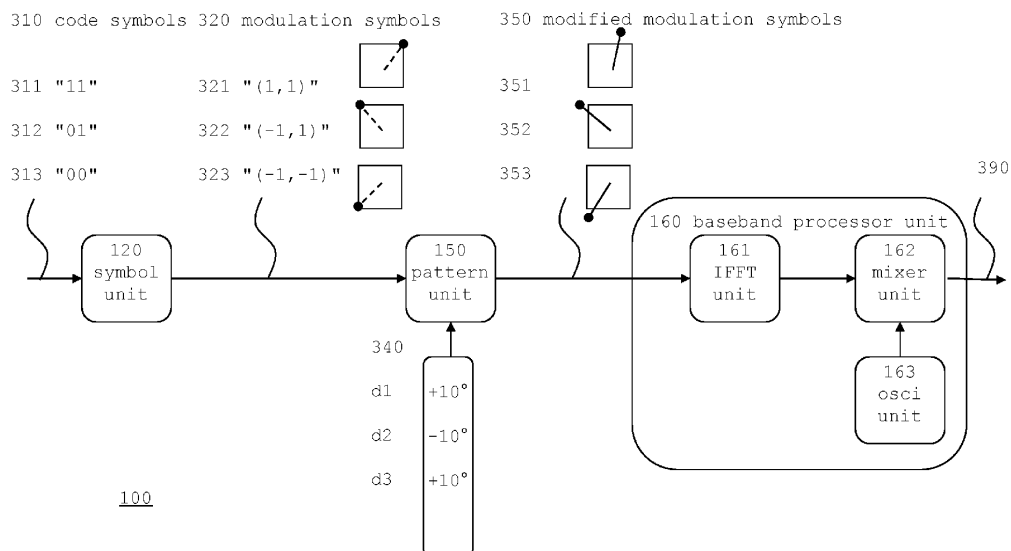 310 code symbols 320 modulation symbols 350 modified modulation symbols
311 "11" 321 "(1,1)" 351
312 "01" 322 "(-1,1)" 352
313 "00" 323 "(-1,-1)" 353
390
160 baseband processor unit
120
symbol
unit
150
pattern
unit
161
IFFT
unit
162
mixer
unit
340
163
osci
unit
d1 +10°
d2 -10°
d3 +10°
100